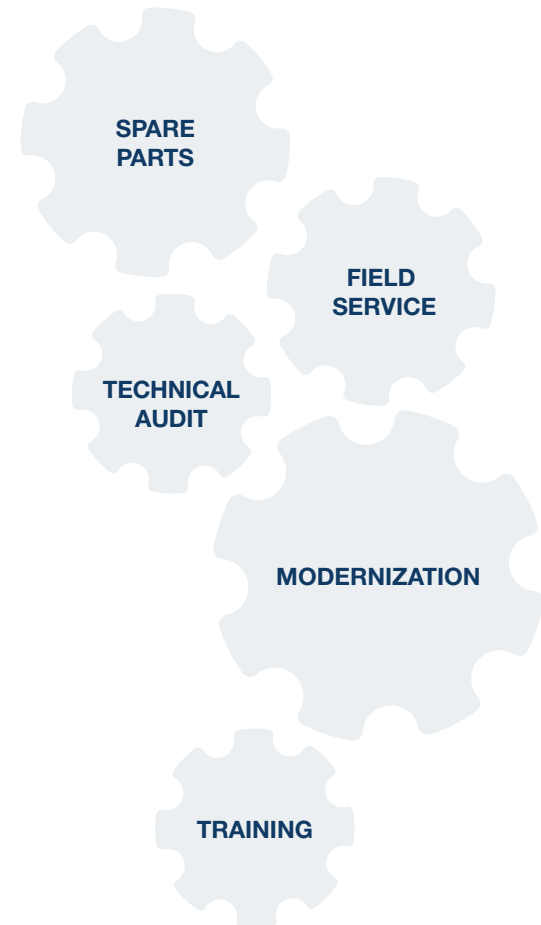 SPARE
PARTS
FIELD
SERVICE
TECHNICAL
AUDIT
MODERNIZATION
TRAINING